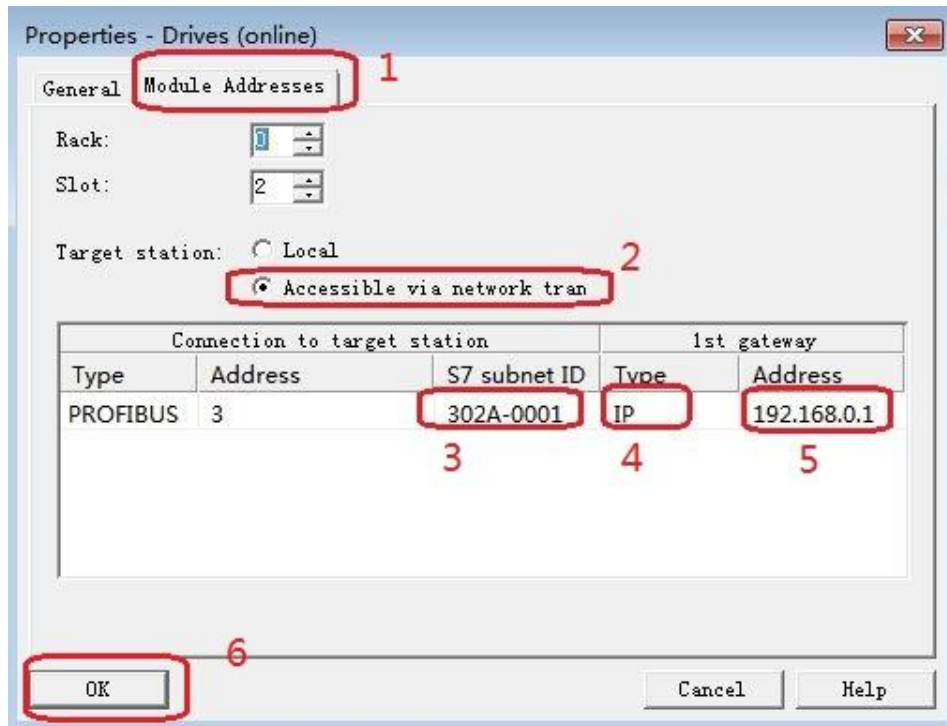 Properties - Drives (online)
General Module Addresses 1
Rack: 0
Slot: 2
Target station: Local 2
Accessible via network tran
Connection to target station 1st gateway
Type Address S7 subnet ID Type Address
PROFIBUS 3 302A-0001 IP 192.168.0.1
3 4 5
6
OK Cancel Help